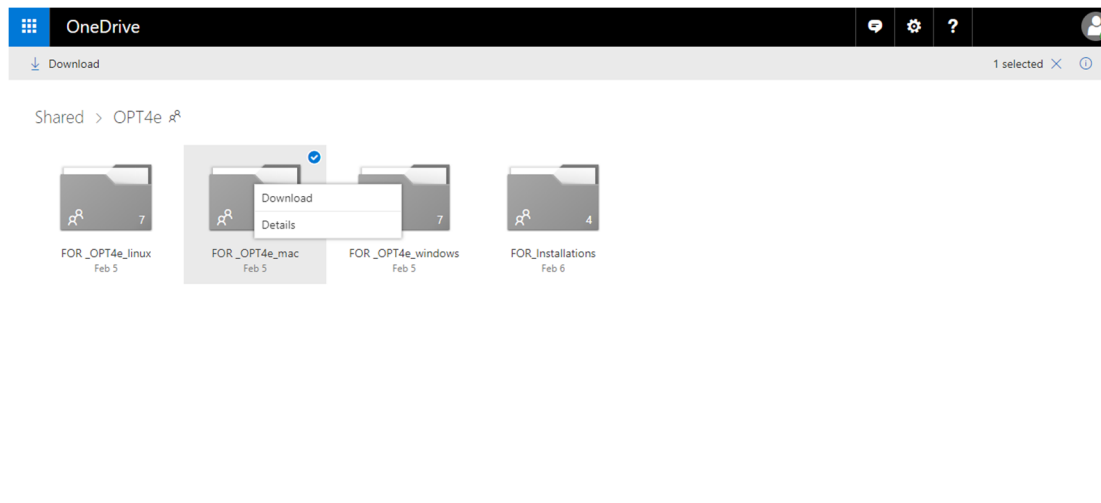 OneDrive
Download
1 selected
Shared > OPT4e
7
7
4
Download
Details
FOR _OPT4e_linux
Feb 5
FOR _OPT4e_mac
Feb 5
FOR _OPT4e_windows
Feb 5
FOR_Installations
Feb 6